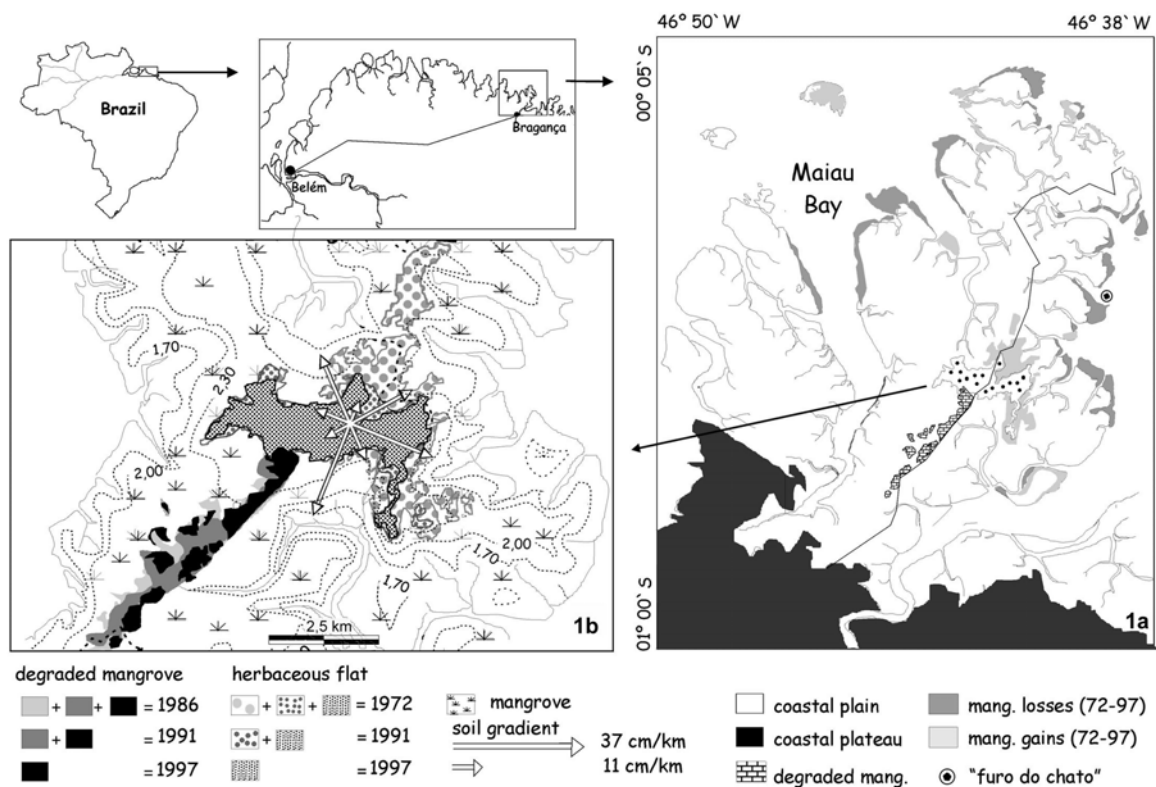 Brazil
Belém
Bragança
46° 50` W
46° 38` W
00° 05` S
01° 00` S
Maiau
Bay
1a
1,70
2,30
2,00
1,70
2,00
1,70
2,5 km
1b
degraded mangrove
+ + = 1986
+ = 1991
= 1997
herbaceous flat
+ + = 1972
+ = 1991
= 1997
mangrove
soil gradient
37 cm/km
11 cm/km
coastal plain
coastal plateau
degraded mang.
mang. losses (72-97)
mang. gains (72-97)
"furo do chato"